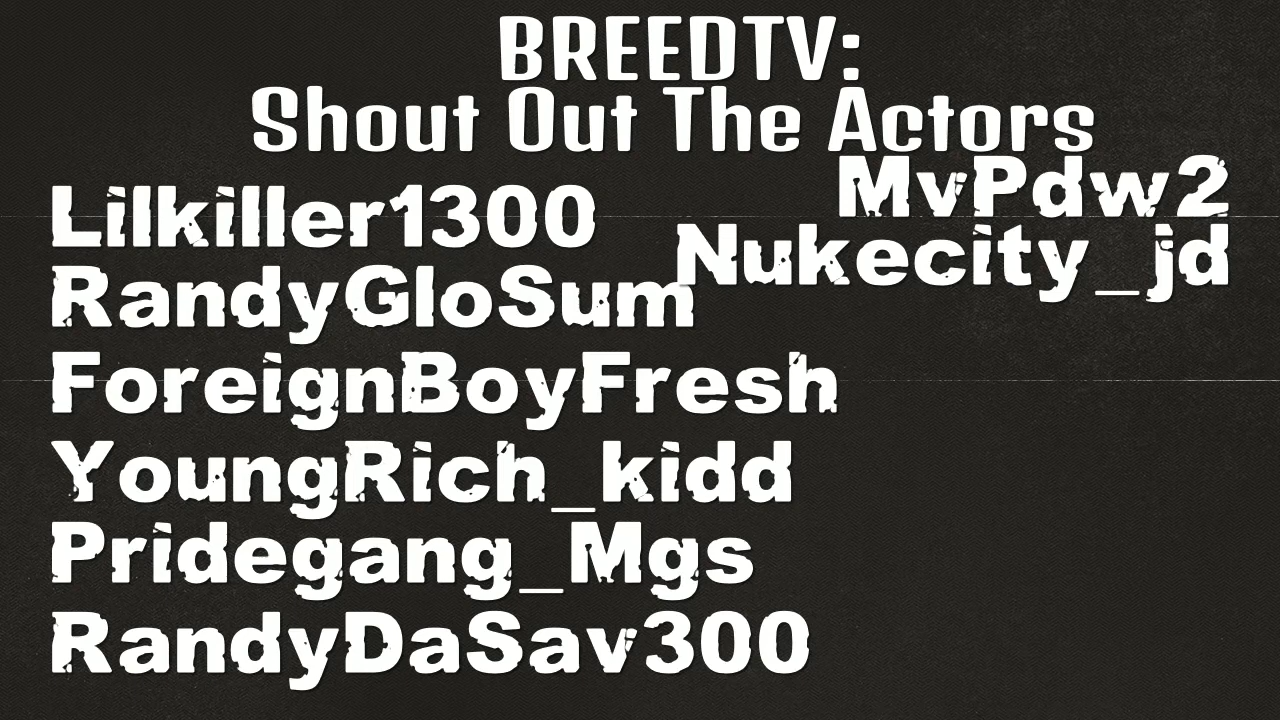 BREEDTV:
Shout Out The Actors
Lilkiller1300
RandyGloSum
ForeignBoyFresh
YoungRich_kidd
Pridegang_Mgs
RandyDaSav300
MvPdw2
Nukecity_jd